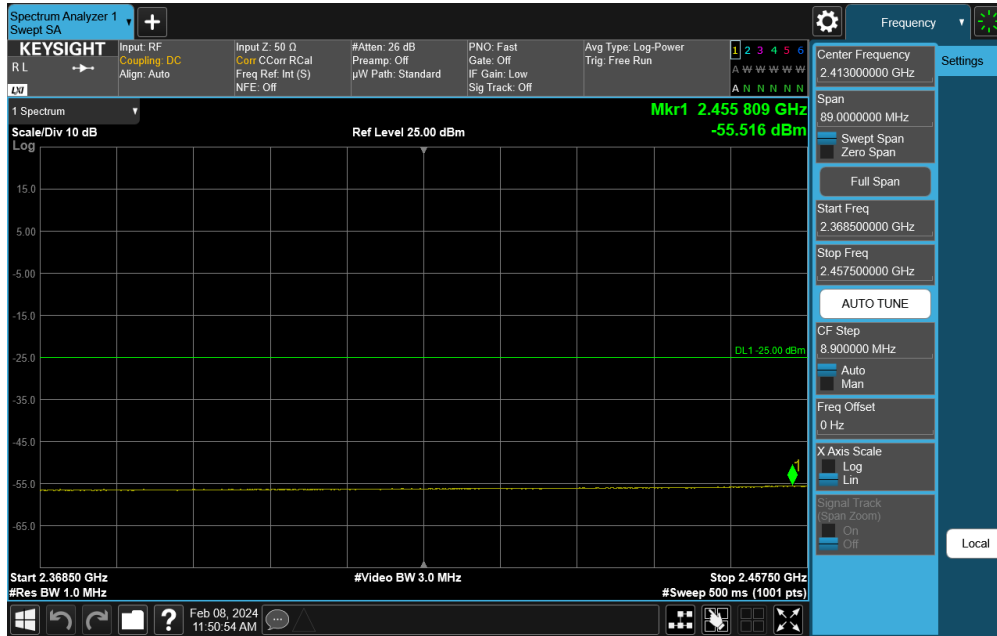 Spectrum Analyzer 1
Swept SA
Frequency
KEYSIGHT
R L
LXI
Input: RF
Coupling: DC
Align: Auto
Input Z: 50 Ω
Corr CCorr RCal
Freq Ref: Int (S)
NFE: Off
#Atten: 26 dB
Preamp: Off
µW Path: Standard
PNO: Fast
Gate: Off
IF Gain: Low
Sig Track: Off
Avg Type: Log-Power
Trig: Free Run
1 2 3 4 5 6
A W W W W W
A N N N N N
1 Spectrum
Scale/Div 10 dB
Log
Ref Level 25.00 dBm
Mkr1 2.455 809 GHz
-55.516 dBm
15.0
5.00
-5.00
-15.0
-25.0
-35.0
-45.0
-55.0
-65.0
DL1 -25.00 dBm
1
Start 2.36850 GHz
#Res BW 1.0 MHz
#Video BW 3.0 MHz
Stop 2.45750 GHz
#Sweep 500 ms (1001 pts)
Center Frequency
2.413000000 GHz
Settings
Span
89.0000000 MHz
Swept Span
Zero Span
Full Span
Start Freq
2.368500000 GHz
Stop Freq
2.457500000 GHz
AUTO TUNE
CF Step
8.900000 MHz
Auto
Man
Freq Offset
0 Hz
X Axis Scale
Log
Lin
Signal Track
(Span Zoom)
On
Off
Local
?
Feb 08, 2024
11:50:54 AM